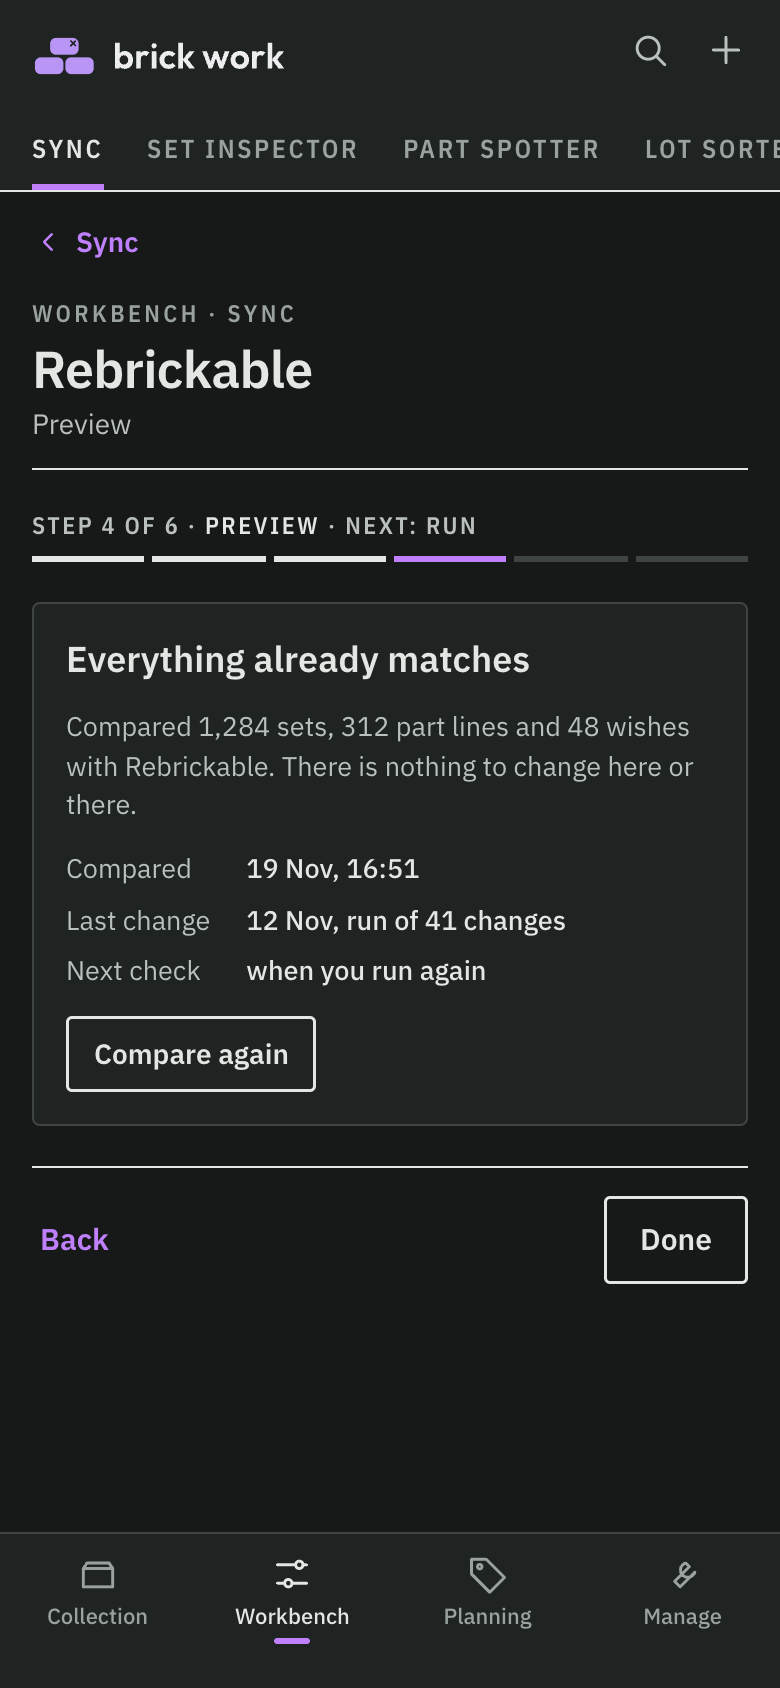 brick work
SYNC SET INSPECTOR PART SPOTTER LOT SORTE
Sync
WORKBENCH · SYNC
Rebrickable
Preview
STEP 4 OF 6 · PREVIEW · NEXT: RUN
Everything already matches
Compared 1,284 sets, 312 part lines and 48 wishes
with Rebrickable. There is nothing to change here or
there.
Compared 19 Nov, 16:51
Last change 12 Nov, run of 41 changes
Next check when you run again
Compare again
Back Done
Collection Workbench Planning Manage